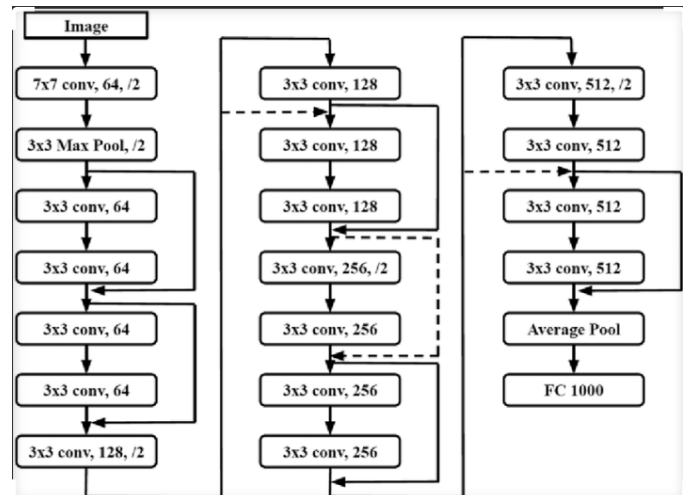 Image
7x7 conv, 64, /2
3x3 Max Pool, /2
3x3 conv, 64
3x3 conv, 64
3x3 conv, 64
3x3 conv, 64
3x3 conv, 128, /2
3x3 conv, 128
3x3 conv, 128
3x3 conv, 128
3x3 conv, 256, /2
3x3 conv, 256
3x3 conv, 256
3x3 conv, 256
3x3 conv, 512, /2
3x3 conv, 512
3x3 conv, 512
3x3 conv, 512
Average Pool
FC 1000